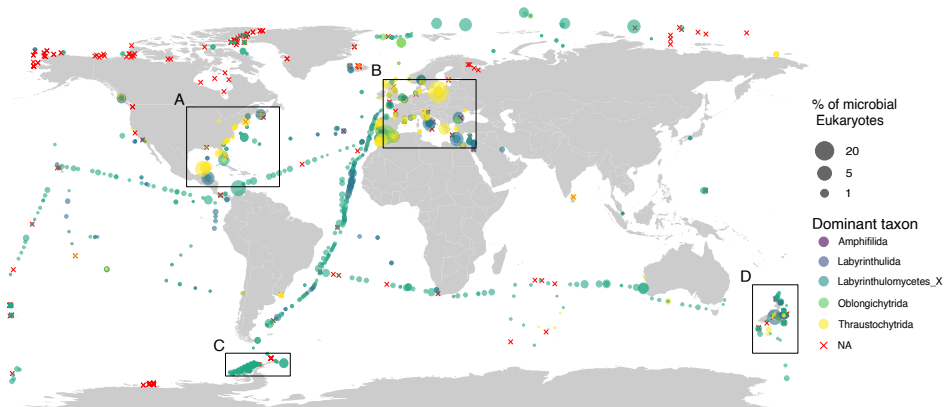 A
B
C
D
% of microbial
Eukaryotes
20
5
1
Dominant taxon
Amphifilida
Labyrinthulida
Labyrinthulomycetes_X
Oblongichytrida
Thraustochytrida
NA